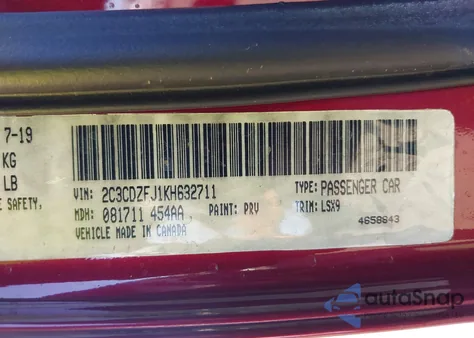 7-19
KG
LB
E SAFETY,
VIN: 2C3CDZFJ1KH632711
TYPE: PASSENGER CAR
MDH: 081711 454AA
PAINT: PRV
TRIM: LSX9
VEHICLE MADE IN CANADA
4658643
autoSnap